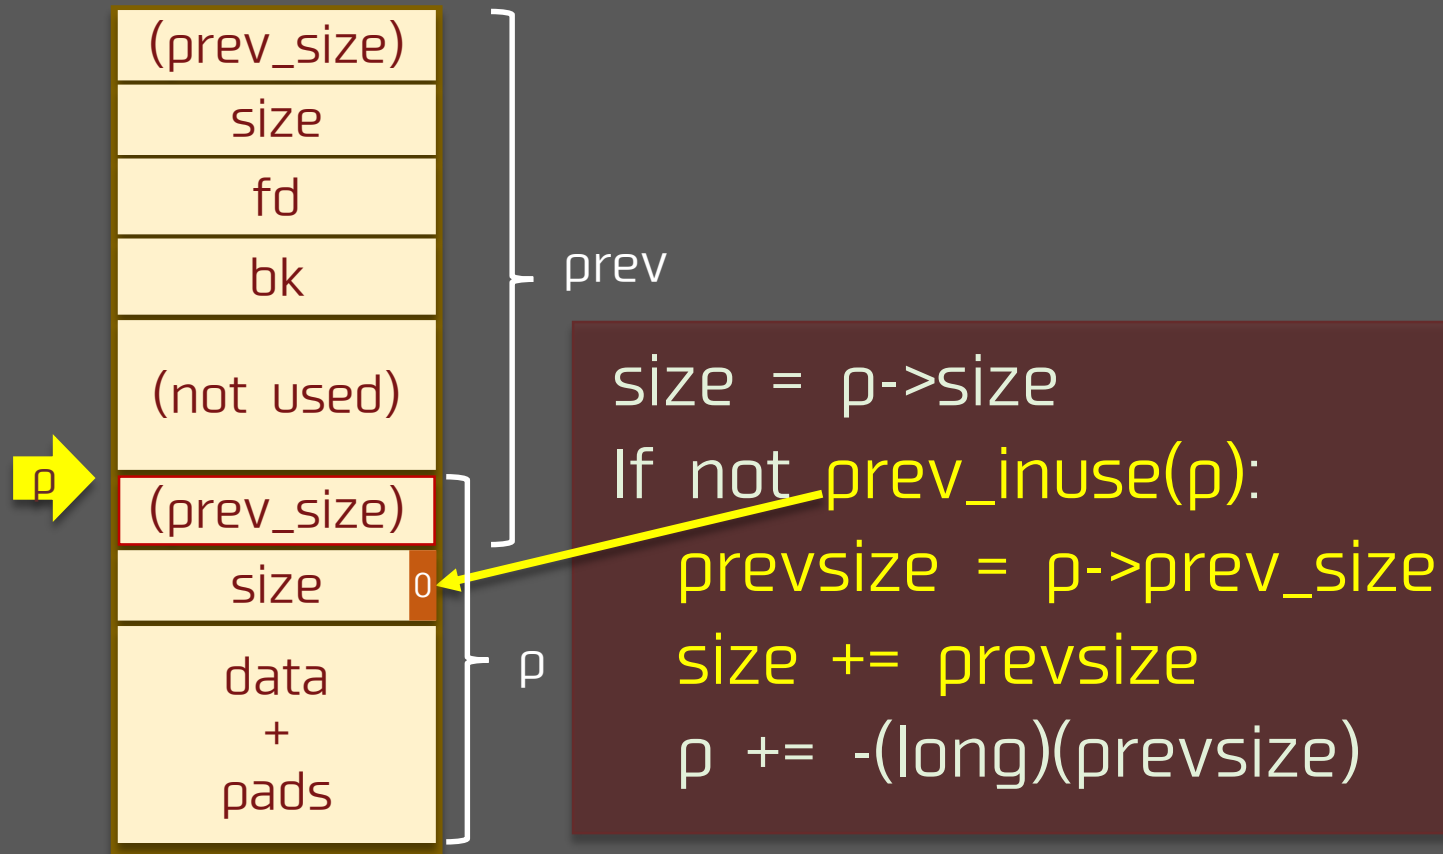 (prev_size)
size
fd
bk
(not used)
(prev_size)
size
0
data
+
pads
p
prev
p
size = p->size
If not prev_inuse(p):
prevsize = p->prev_size
size += prevsize
p += -(long)(prevsize)